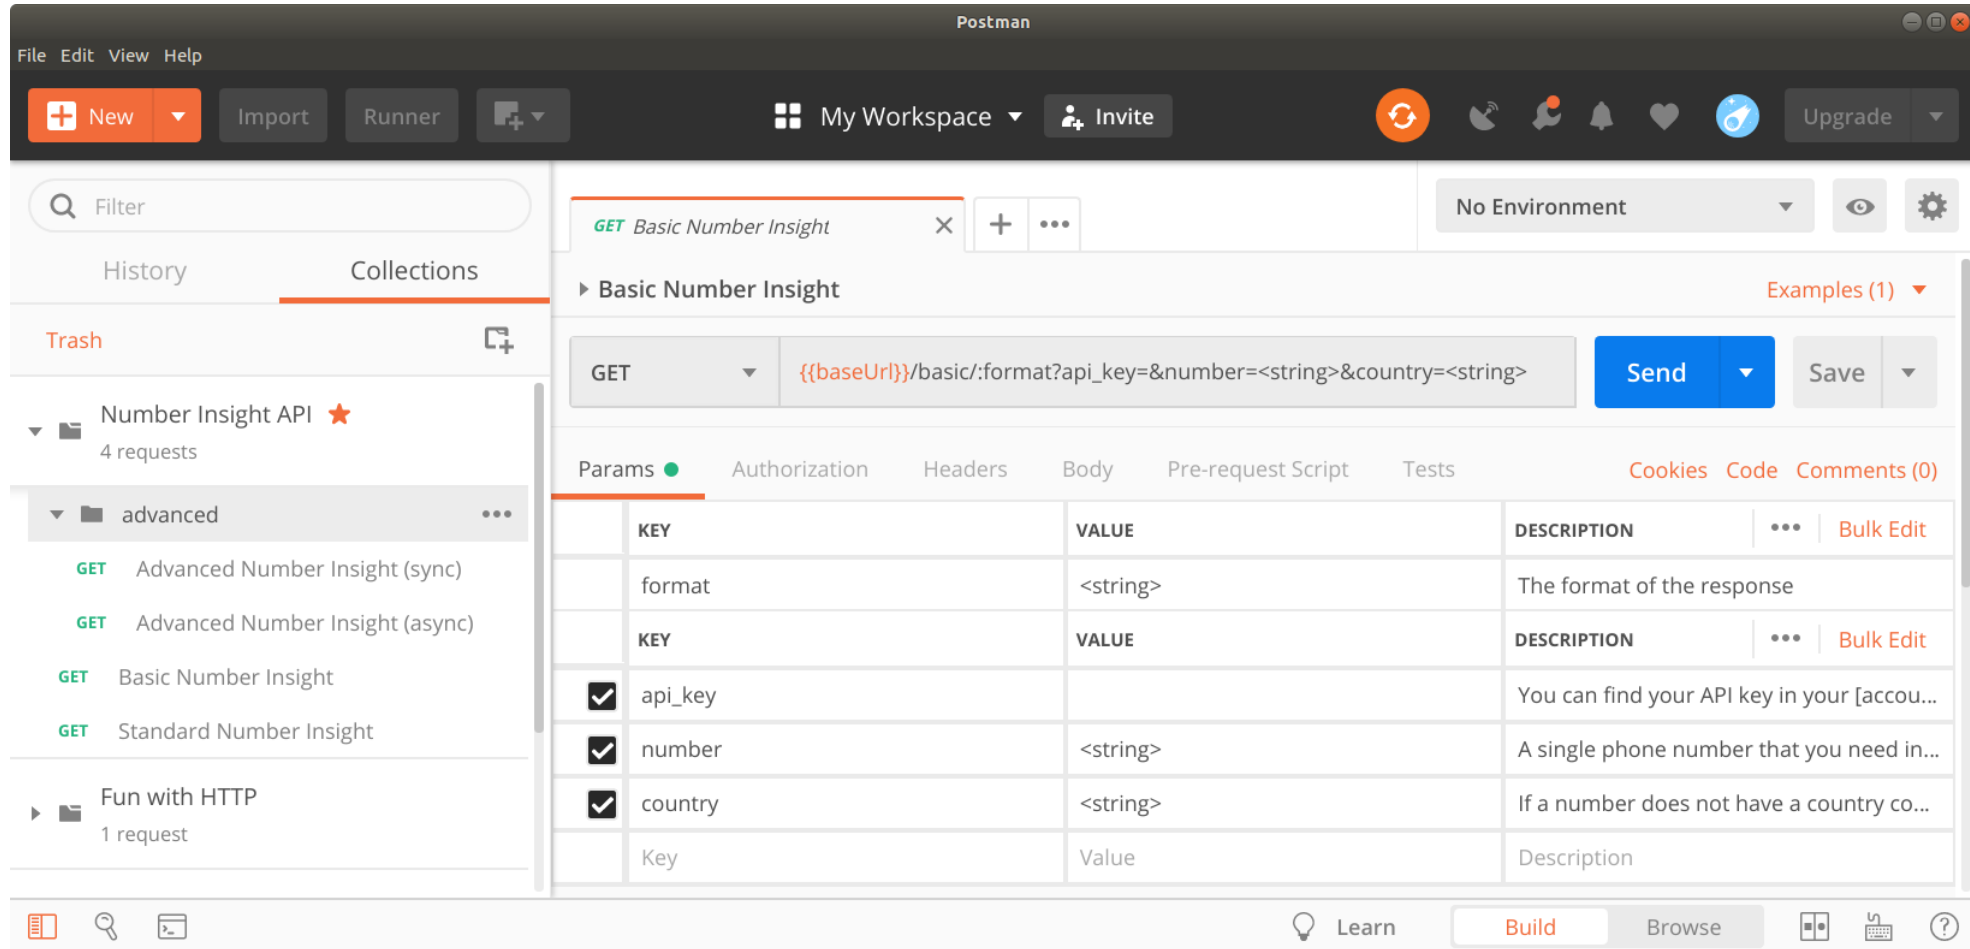 Postman
File Edit View Help
New Import Runner My Workspace Invite Upgrade
Filter
History Collections
Trash
Number Insight API
4 requests
advanced
GET Advanced Number Insight (sync)
GET Advanced Number Insight (async)
GET Basic Number Insight
GET Standard Number Insight
Fun with HTTP
1 request
GET Basic Number Insight
No Environment
Basic Number Insight
Examples (1)
GET {{baseUrl}}/basic/:format?api_key=&number=<string>&country=<string> Send Save
Params Authorization Headers Body Pre-request Script Tests Cookies Code Comments (0)
KEY VALUE DESCRIPTION Bulk Edit
format <string> The format of the response
KEY VALUE DESCRIPTION Bulk Edit
api_key You can find your API key in your [accou...
number <string> A single phone number that you need in...
country <string> If a number does not have a country co...
Key Value Description
Learn Build Browse